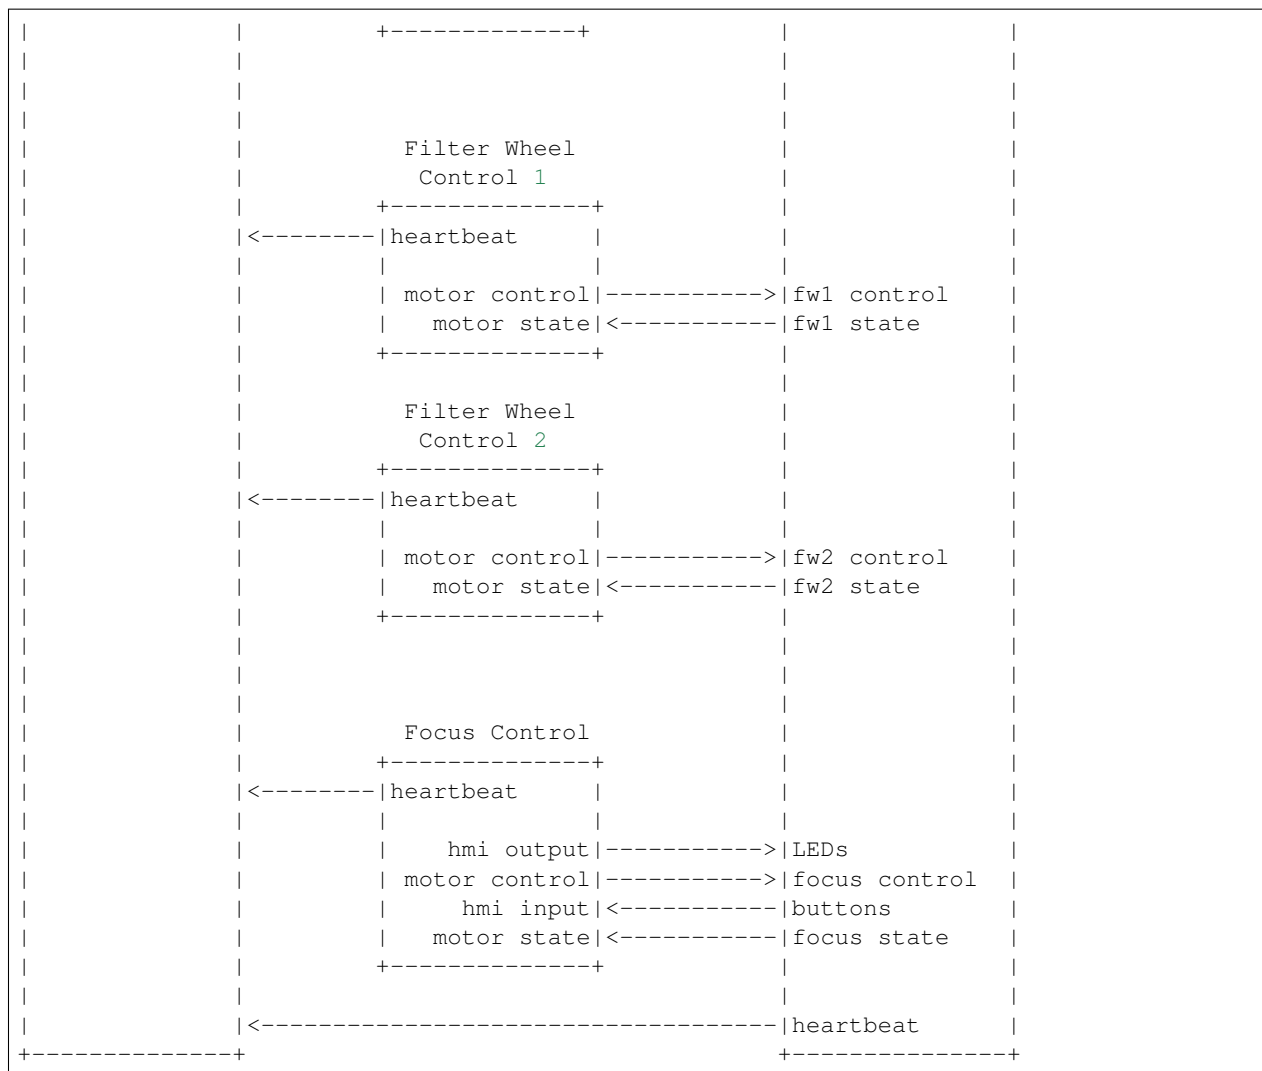 Filter Wheel
Control 1
heartbeat
motor control fw1 control
motor state fw1 state
Filter Wheel
Control 2
heartbeat
motor control fw2 control
motor state fw2 state
Focus Control
heartbeat
hmi output LEDs
motor control focus control
hmi input buttons
motor state focus state
heartbeat